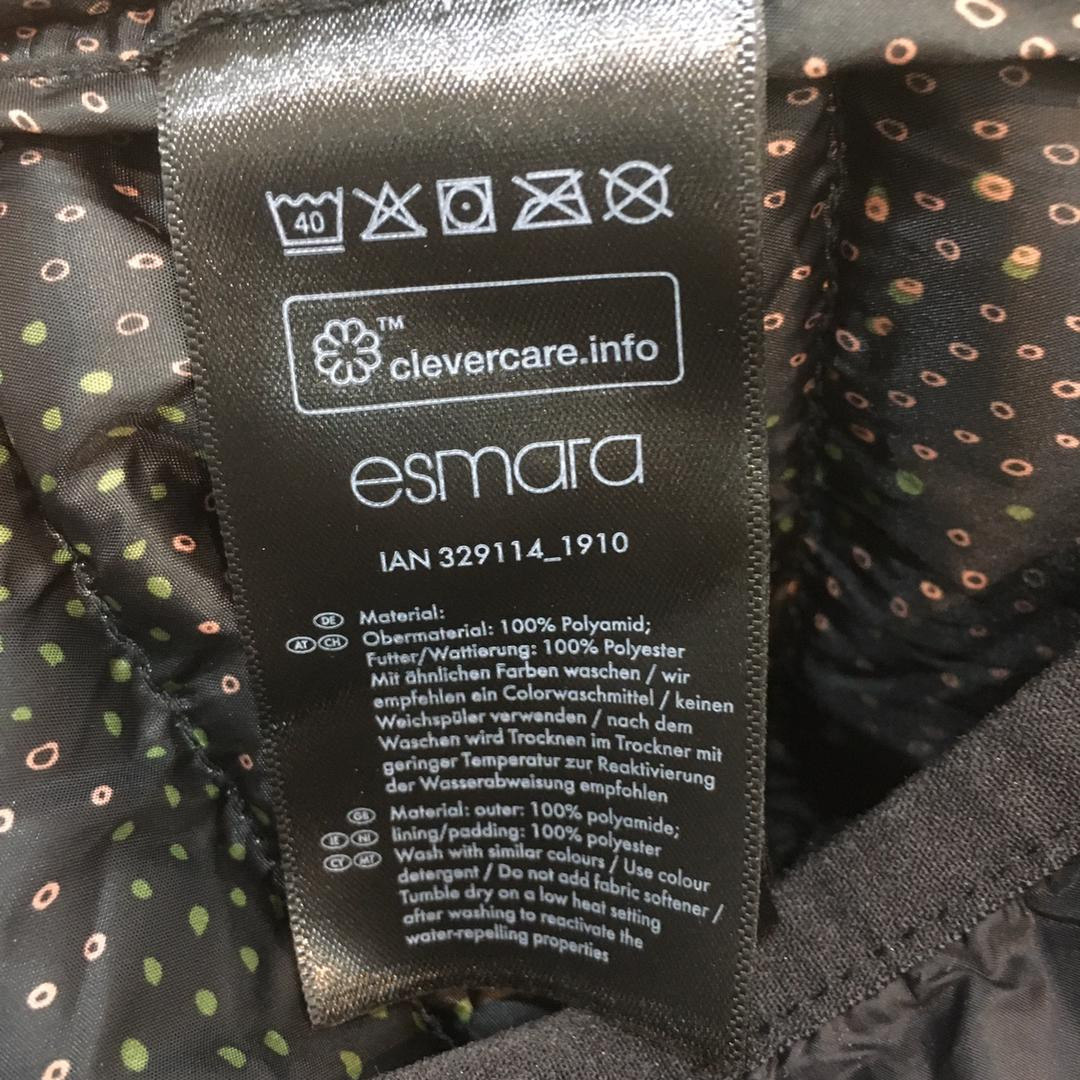 40
TM
clevercare.info
esmara
IAN 329114_1910
DE Material:
AT CH Obermaterial: 100% Polyamid;
Futter/Wattierung: 100% Polyester
Mit ähnlichen Farben waschen / wir
empfehlen ein Colorwaschmittel / keinen
Weichspüler verwenden / nach dem
Waschen wird Trocknen im Trockner mit
geringer Temperatur zur Reaktivierung
der Wasserabweisung empfohlen
GB Material: outer: 100% polyamide;
IE NI lining/padding: 100% polyester
CY MT Wash with similar colours / Use colour
detergent / Do not add fabric softener /
Tumble dry on a low heat setting
after washing to reactivate the
water-repelling properties